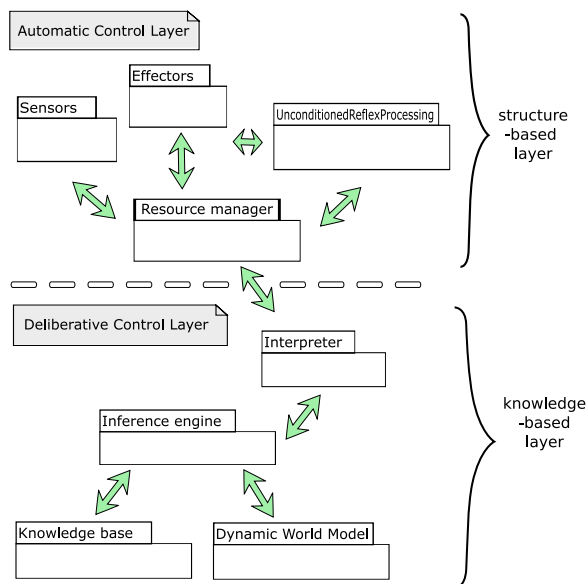 Automatic Control Layer
Effectors
Sensors
UnconditionedReflexProcessing
structure
-based
layer
Resource manager
Deliberative Control Layer
Interpreter
knowledge
-based
layer
Inference engine
Knowledge base
Dynamic World Model